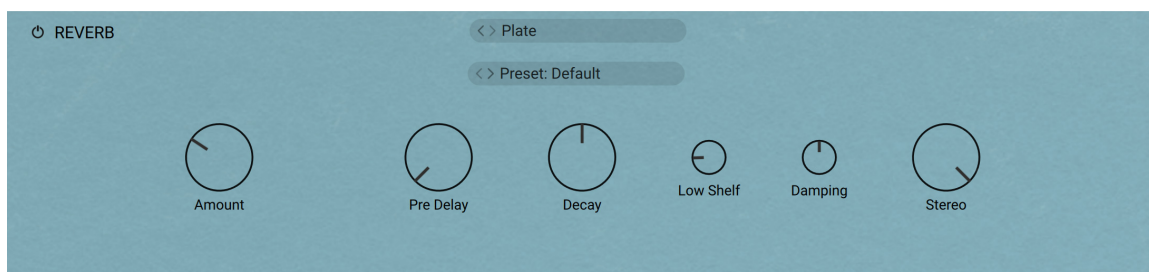 REVERB
Plate
Preset: Default
Amount
Pre Delay
Decay
Low Shelf
Damping
Stereo